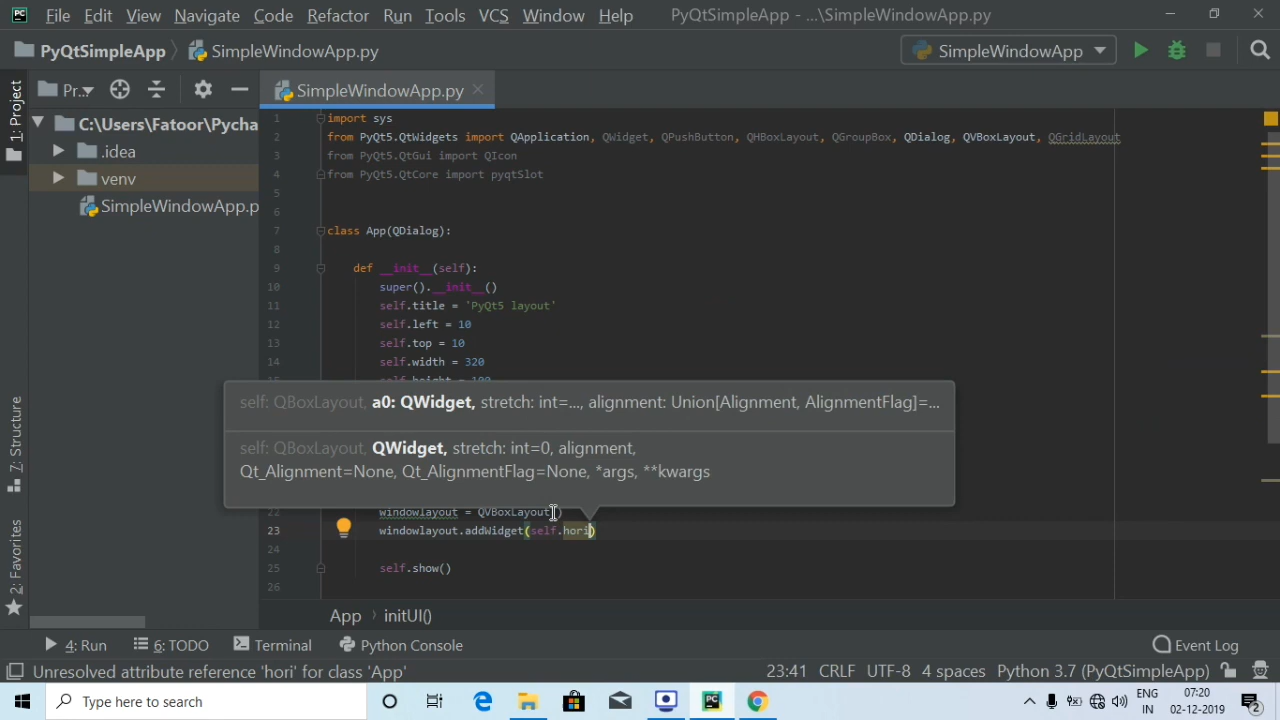 File Edit View Navigate Code Refactor Run Tools VCS Window Help PyQtSimpleApp - ...\SimpleWindowApp.py
PyQtSimpleApp SimpleWindowApp.py SimpleWindowApp
1: Project Pr... SimpleWindowApp.py
C:\Users\Fatoor\Pycha
.idea
venv
SimpleWindowApp.p
7: Structure
2: Favorites
1 import sys
2 from PyQt5.QtWidgets import QApplication, QWidget, QPushButton, QHBoxLayout, QGroupBox, QDialog, QVBoxLayout, QGridLayout
3 from PyQt5.QtGui import QIcon
4 from PyQt5.QtCore import pyqtSlot
5
6
7 class App(QDialog):
8
9 def __init__(self):
10 super().__init__()
11 self.title = 'PyQt5 layout'
12 self.left = 10
13 self.top = 10
14 self.width = 320
self: QBoxLayout, a0: QWidget, stretch: int=..., alignment: Union[Alignment, AlignmentFlag]=...
self: QBoxLayout, QWidget, stretch: int=0, alignment,
Qt_Alignment=None, Qt_AlignmentFlag=None, *args, **kwargs
22 windowlayout = QVBoxLayout()
23 windowlayout.addWidget(self.hori)
24
25 self.show()
26
App initUI()
4: Run 6: TODO Terminal Python Console Event Log
Unresolved attribute reference 'hori' for class 'App' 23:41 CRLF UTF-8 4 spaces Python 3.7 (PyQtSimpleApp)
Type here to search ENG IN 07:20 02-12-2019 2